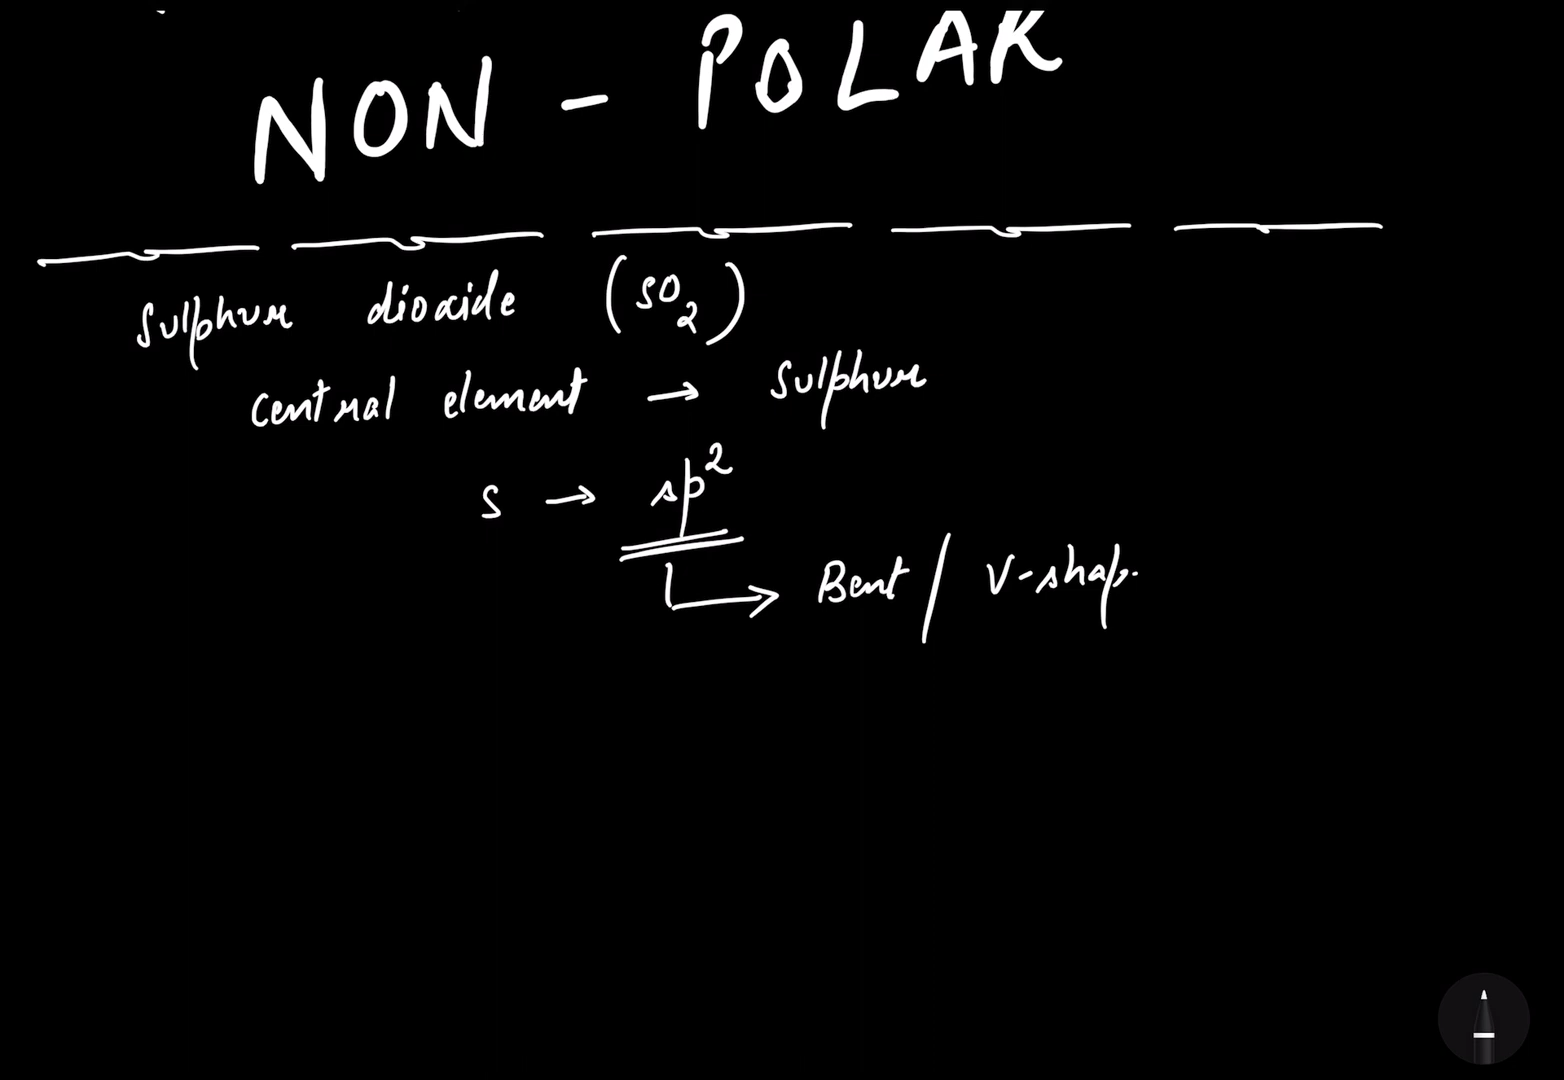 NON - POLAR
Sulphur dioxide (SO₂)
central element → Sulphur
S → sp²
Bent / V-shap.